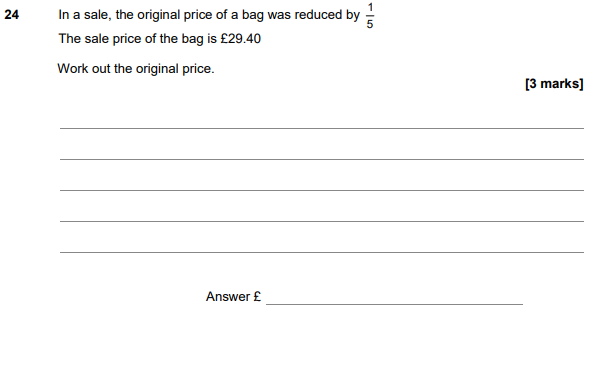 24 In a sale, the original price of a bag was reduced by 1/5
The sale price of the bag is £29.40
Work out the original price.
[3 marks]
Answer £